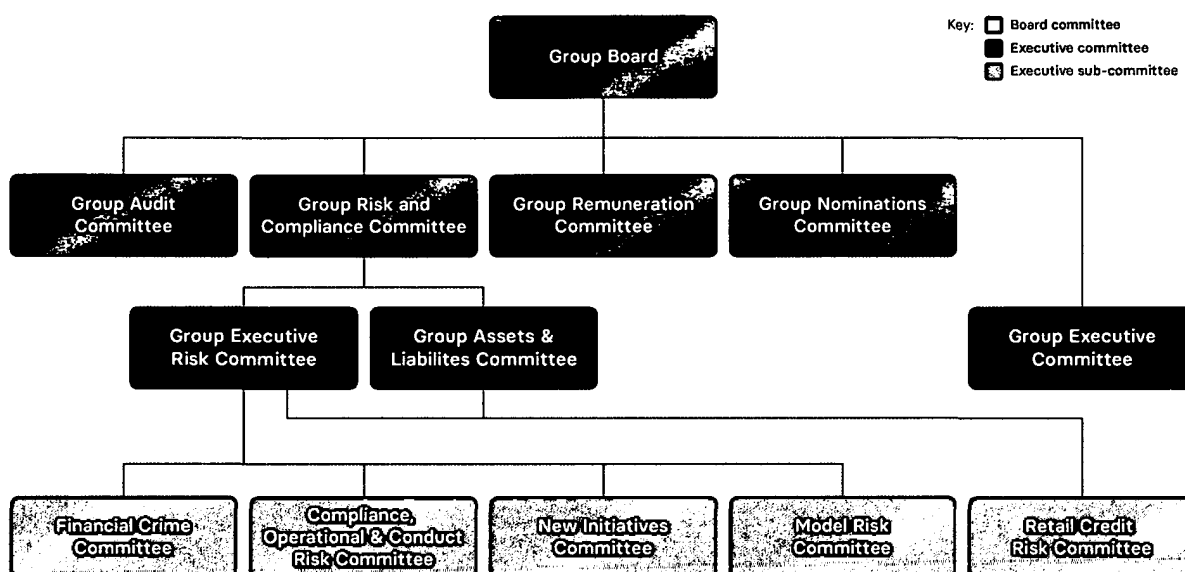 Key:
Board committee
Executive committee
Executive sub-committee
Group Board
Group Audit
Committee
Group Risk and
Compliance Committee
Group Remuneration
Committee
Group Nominations
Committee
Group Executive
Risk Committee
Group Assets &
Liabilites Committee
Group Executive
Committee
Financial Crime
Committee
Compliance,
Operational & Conduct
Risk Committee
New Initiatives
Committee
Model Risk
Committee
Retail Credit
Risk Committee